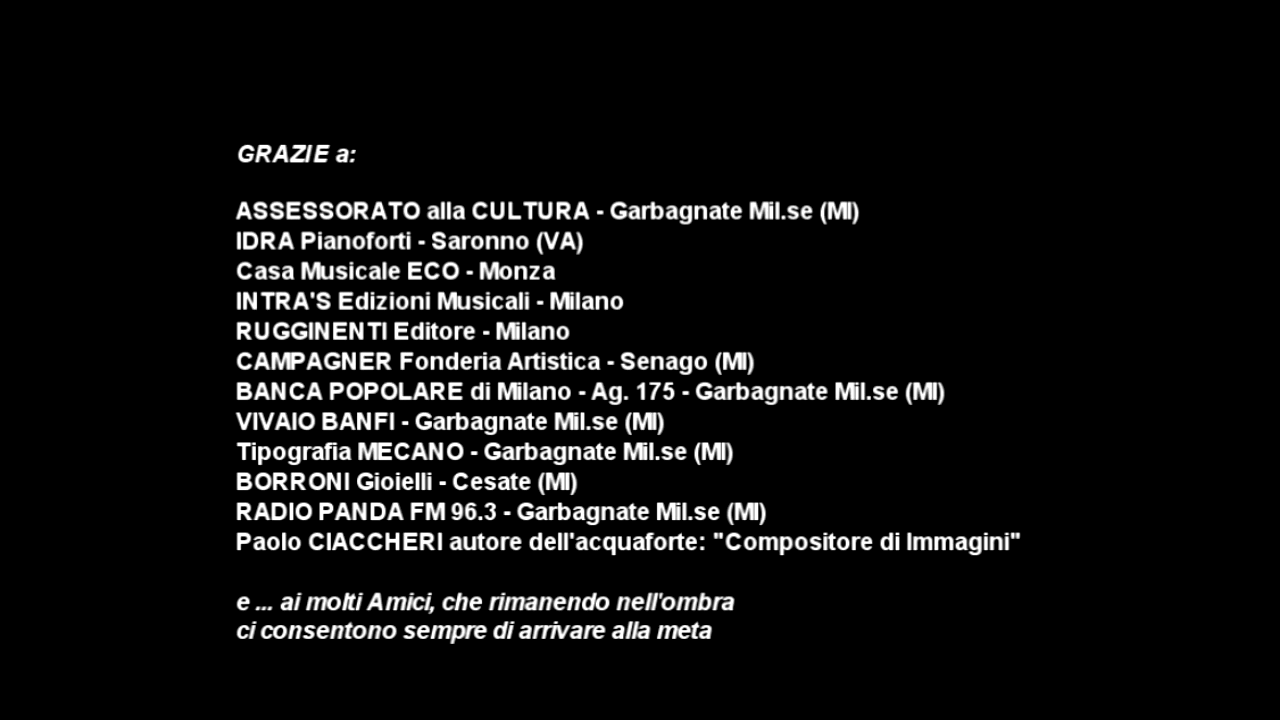 GRAZIE a:
ASSESSORATO alla CULTURA - Garbagnate Mil.se (MI)
IDRA Pianoforti - Saronno (VA)
Casa Musicale ECO - Monza
INTRA'S Edizioni Musicali - Milano
RUGGINENTI Editore - Milano
CAMPAGNER Fonderia Artistica - Senago (MI)
BANCA POPOLARE di Milano - Ag. 175 - Garbagnate Mil.se (MI)
VIVAIO BANFI - Garbagnate Mil.se (MI)
Tipografia MECANO - Garbagnate Mil.se (MI)
BORRONI Gioielli - Cesate (MI)
RADIO PANDA FM 96.3 - Garbagnate Mil.se (MI)
Paolo CIACCHERI autore dell'acquaforte: "Compositore di Immagini"
e ... ai molti Amici, che rimanendo nell'ombra
ci consentono sempre di arrivare alla meta